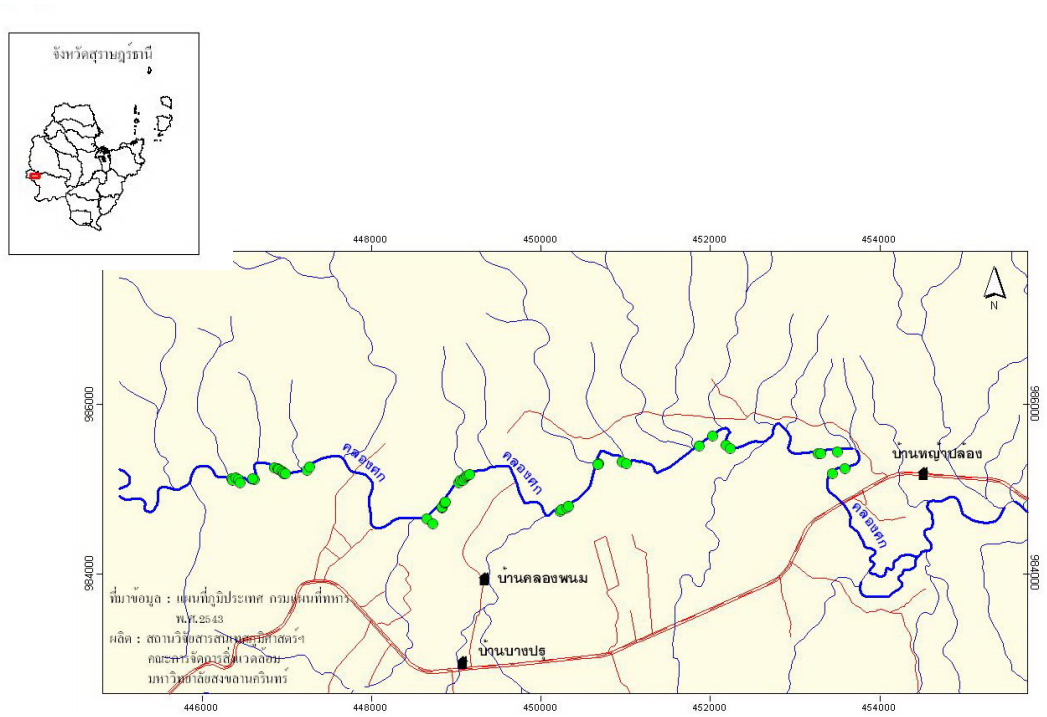 จังหวัดสุราษฎร์ธานี
448000
450000
452000
454000
N
986000
986000
คลองศก
คลองศก
บ้านพญาปล้อง
คลองศก
984000
984000
บ้านคลองพนม
ที่มาข้อมูล : แผนที่ภูมิประเทศ กรมแผนที่ทหาร
พ.ศ.2543
ผลิต : สถานวิจัยสารสนเทศภูมิศาสตร์ฯ
คณะการจัดการสิ่งแวดล้อม
มหาวิทยาลัยสงขลานครินทร์
บ้านบางปรุ
446000
448000
450000
452000
454000